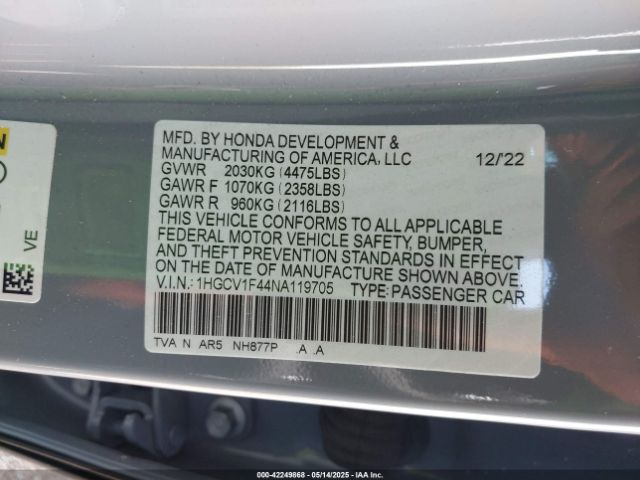 MFD. BY HONDA DEVELOPMENT &
MANUFACTURING OF AMERICA, LLC 12/'22
GVWR 2030KG (4475LBS)
GAWR F 1070KG (2358LBS)
GAWR R 960KG (2116LBS)
THIS VEHICLE CONFORMS TO ALL APPLICABLE
FEDERAL MOTOR VEHICLE SAFETY, BUMPER,
AND THEFT PREVENTION STANDARDS IN EFFECT
ON THE DATE OF MANUFACTURE SHOWN ABOVE.
V.I.N.: 1HGCV1F44NA119705 TYPE:PASSENGER CAR
TVA N AR5 NH877P .A .A
VE
000-42249868 - 05/14/2025 - IAAI.COM